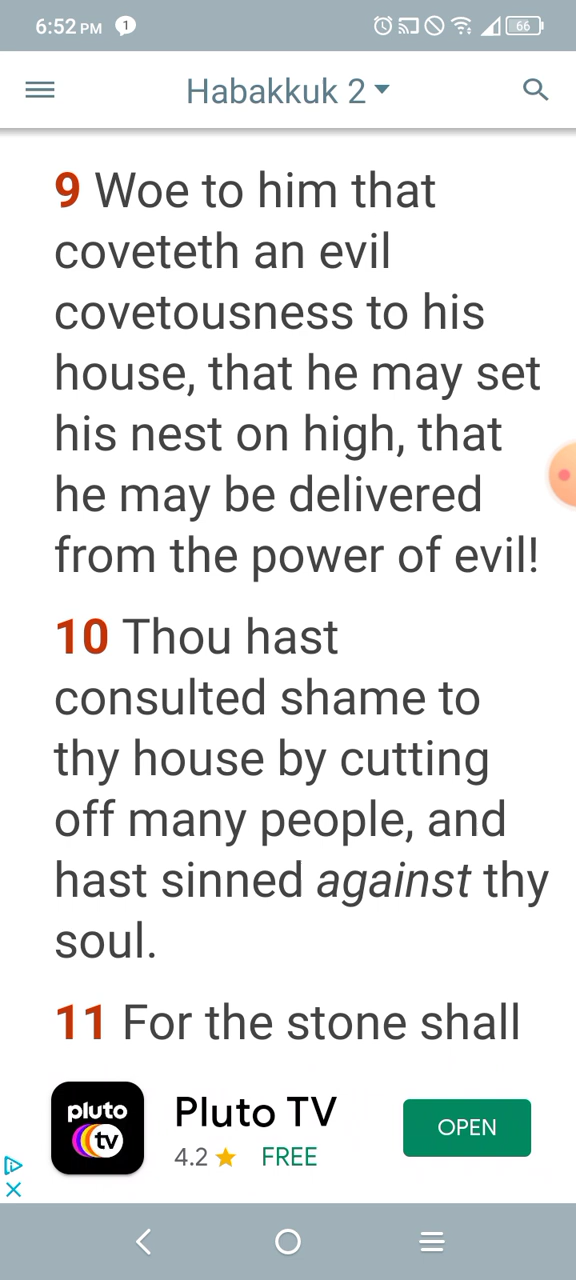 6:52 PM 1 66
Habakkuk 2
9 Woe to him that
coveteth an evil
covetousness to his
house, that he may set
his nest on high, that
he may be delivered
from the power of evil!
10 Thou hast
consulted shame to
thy house by cutting
off many people, and
hast sinned against thy
soul.
11 For the stone shall
pluto
tv
Pluto TV
4.2 FREE
OPEN